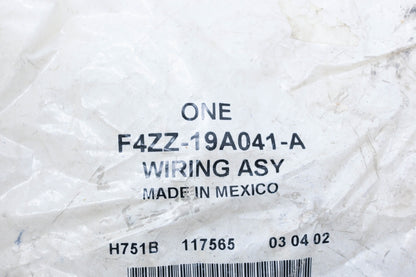 ONE
F4ZZ-19A041-A
WIRING ASY
MADE IN MEXICO
H751B 117565 03 04 02